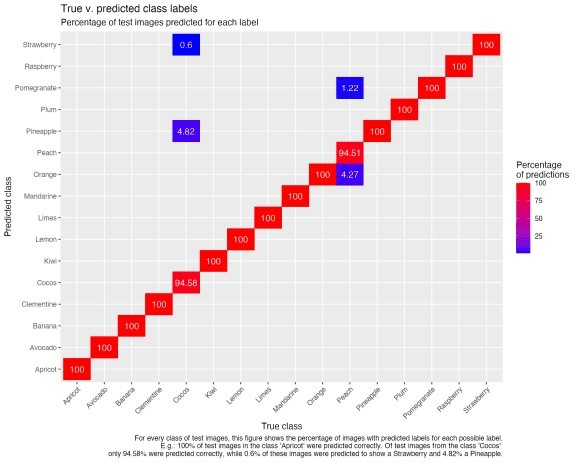 True v. predicted class labels
Percentage of test images predicted for each label
Strawberry
0.6
100
Raspberry
100
Pomegranate
1.22
100
Plum
100
Pineapple
4.82
100
Peach
94.51
Orange
100
4.27
Mandarine
100
Limes
100
Lemon
100
Kiwi
100
Cocos
94.58
Clementine
100
Banana
100
Avocado
100
Apricot
100
Predicted class
Percentage
of predictions
100
75
50
25
Apricot
Avocado
Banana
Clementine
Cocos
Kiwi
Lemon
Limes
Mandarine
Orange
Peach
Pineapple
Plum
Pomegranate
Raspberry
Strawberry
True class
For every class of test images, this figure shows the percentage of images with predicted labels for each possible label.
E.g.: 100% of test images in the class 'Apricot' were predicted correctly. Of test images from the class 'Cocos'
only 94.58% were predicted correctly, while 0.6% of these images were predicted to show a Strawberry and 4.82% a Pineapple.